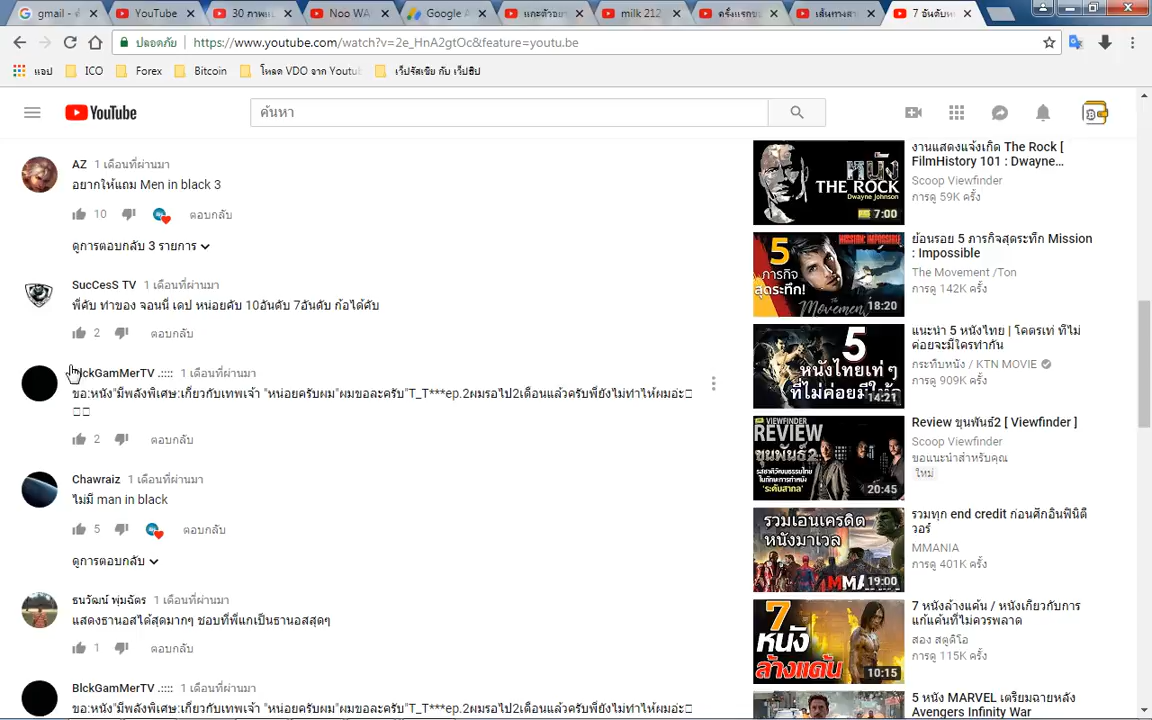 gmail - ค้
YouTube
30 ภาพแ
Noo WA
Google A
แกะตัวอย่
milk 212
ครั้งแรกข
เส้นทางส
7 อันดับห
ปลอดภัย
https://www.youtube.com/watch?v=2e_HnA2gtOc&feature=youtu.be
แอป
ICO
Forex
Bitcoin
โหลด VDO จาก Youtu
เว็ปรัสเซีย กับ เว็ปฮิป
YouTube
ค้นหา
AZ 1 เดือนที่ผ่านมา
อยากให้แถม Men in black 3
10
ตอบกลับ
ดูการตอบกลับ 3 รายการ
SucCesS TV 1 เดือนที่ผ่านมา
พี่คับ ทำของ จอนนี่ เดป หน่อยคับ 10อันดับ 7อันดับ ก้อได้คับ
2
ตอบกลับ
BlckGamMerTV .:::: 1 เดือนที่ผ่านมา
ขอ:หนัง"มีพลังพิเศษ:เกี่ยวกับเทพเจ้า "หน่อยครับผม"ผมขอละครับ"T_T***ep.2ผมรอไป2เดือนแล้วครับพี่ยังไม่ทำให้ผมอ่ะ
2
ตอบกลับ
Chawraiz 1 เดือนที่ผ่านมา
ไม่มี man in black
5
ตอบกลับ
ดูการตอบกลับ
ธนวัฒน์ พุ่มฉัตร 1 เดือนที่ผ่านมา
แสดงธานอสได้สุดมากๆ ชอบที่พี่แกเป็นธานอสสุดๆ
1
ตอบกลับ
BlckGamMerTV .:::: 1 เดือนที่ผ่านมา
ขอ:หนัง"มีพลังพิเศษ:เกี่ยวกับเทพเจ้า "หน่อยครับผม"ผมขอละครับ"T_T***ep.2ผมรอไป2เดือนแล้วครับพี่ยังไม่ทำให้ผมอ่ะ
หนัง
THE ROCK
Dwayne Johnson
7:00
งานแสดงแจ้งเกิด The Rock [
FilmHistory 101 : Dwayne...
Scoop Viewfinder
การดู 59K ครั้ง
MISSION: IMPOSSIBLE
5
ภารกิจ
สุดระทึก!
The Movement
18:20
ย้อนรอย 5 ภารกิจสุดระทึก Mission
: Impossible
The Movement /Ton
การดู 142K ครั้ง
5
หนังไทยเท่ๆ
ที่ไม่ค่อยมีใ
14:21
แนะนำ 5 หนังไทย | โคตรเท่ ที่ไม่
ค่อยจะมีใครทำกัน
กระทิบหนัง / KTN MOVIE
การดู 909K ครั้ง
VIEWFINDER
REVIEW
ขุนพันธ์2
'ระดับสากล'
20:45
Review ขุนพันธ์2 [ Viewfinder ]
Scoop Viewfinder
ขอแนะนำสำหรับคุณ
ใหม่
รวมเอนเครดิต
หนังมาเวล
MMA
19:00
รวมทุก end credit ก่อนศึกอินฟินิตี้
วอร์
MMANIA
การดู 401K ครั้ง
7
หนัง
ล้างแค้น
10:15
7 หนังล้างแค้น / หนังเกี่ยวกับการ
แก้แค้นที่ไม่ควรพลาด
สอง สตูดิโอ
การดู 115K ครั้ง
5 หนัง MARVEL เตรียมฉายหลัง
Avengers Infinity War